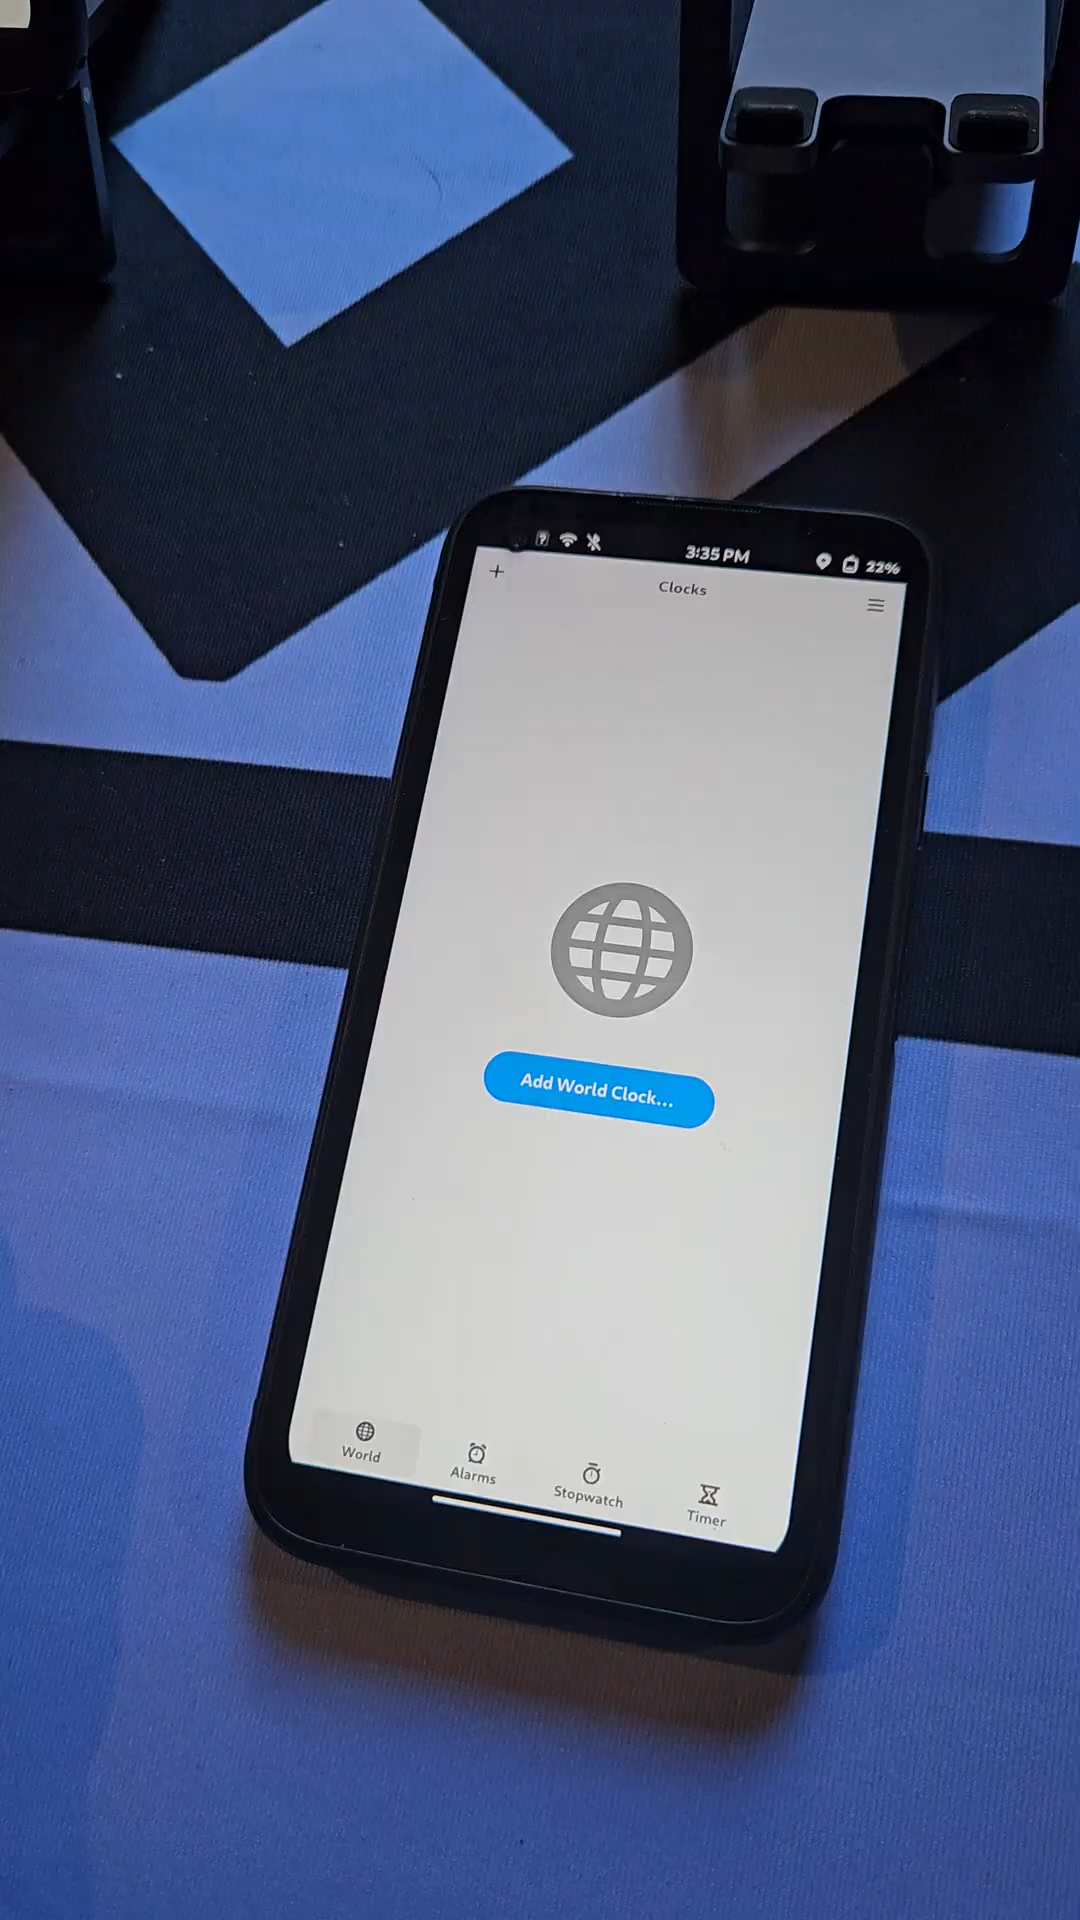 3:35 PM
22%
Clocks
Add World Clock...
World
Alarms
Stopwatch
Timer